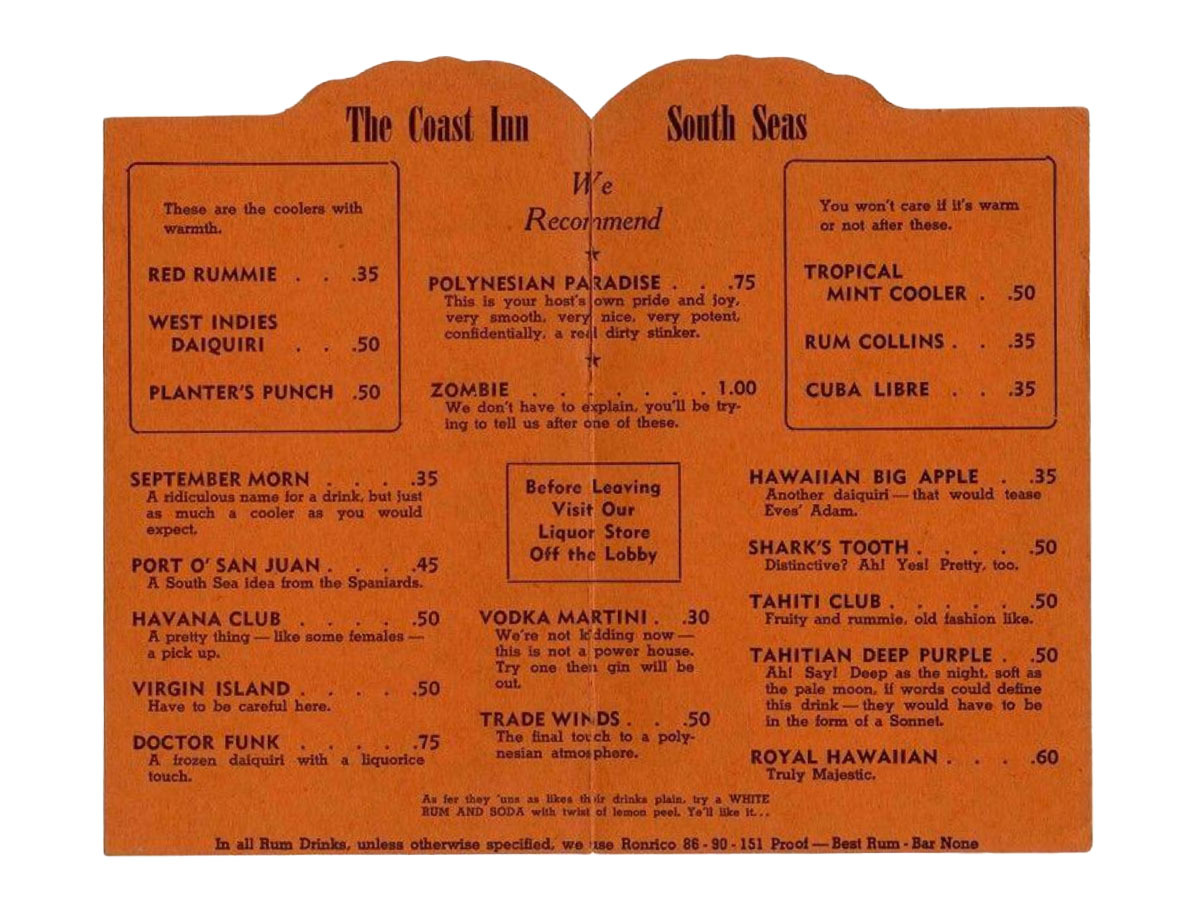 The Coast Inn South Seas
These are the coolers with
warmth.
RED RUMMIE . . .35
WEST INDIES
DAIQUIRI . . .50
PLANTER'S PUNCH .50
We
Recommend
POLYNESIAN PARADISE . . .75
This is your host's own pride and joy,
very smooth, very nice, very potent,
confidentially, a real dirty stinker.
ZOMBIE . . . . . . . 1.00
We don't have to explain, you'll be try-
ing to tell us after one of these.
You won't care if it's warm
or not after these.
TROPICAL
MINT COOLER . .50
RUM COLLINS . . .35
CUBA LIBRE . . .35
SEPTEMBER MORN . . . .35
A ridiculous name for a drink, but just
as much a cooler as you would
expect.
PORT O' SAN JUAN . . . .45
A South Sea idea from the Spaniards.
HAVANA CLUB . . . . .50
A pretty thing — like some females —
a pick up.
VIRGIN ISLAND . . . . .50
Have to be careful here.
DOCTOR FUNK . . . . .75
A frozen daiquiri with a liquorice
touch.
Before Leaving
Visit Our
Liquor Store
Off the Lobby
VODKA MARTINI . .30
We're not kidding now —
this is not a power house.
Try one then gin will be
out.
TRADE WINDS . . .50
The final touch to a poly-
nesian atmosphere.
HAWAIIAN BIG APPLE . .35
Another daiquiri — that would tease
Eves' Adam.
SHARK'S TOOTH . . . . .50
Distinctive? Ah! Yes! Pretty, too.
TAHITI CLUB . . . . . .50
Fruity and rummie, old fashion like.
TAHITIAN DEEP PURPLE . .50
Ah! Say! Deep as the night, soft as
the pale moon, if words could define
this drink — they would have to be
in the form of a Sonnet.
ROYAL HAWAIIAN . . . .60
Truly Majestic.
As fer they 'uns as likes their drinks plain, try a WHITE
RUM AND SODA with twist of lemon peel. Ye'll like it...
In all Rum Drinks, unless otherwise specified, we use Ronrico 86 - 90 - 151 Proof — Best Rum - Bar None